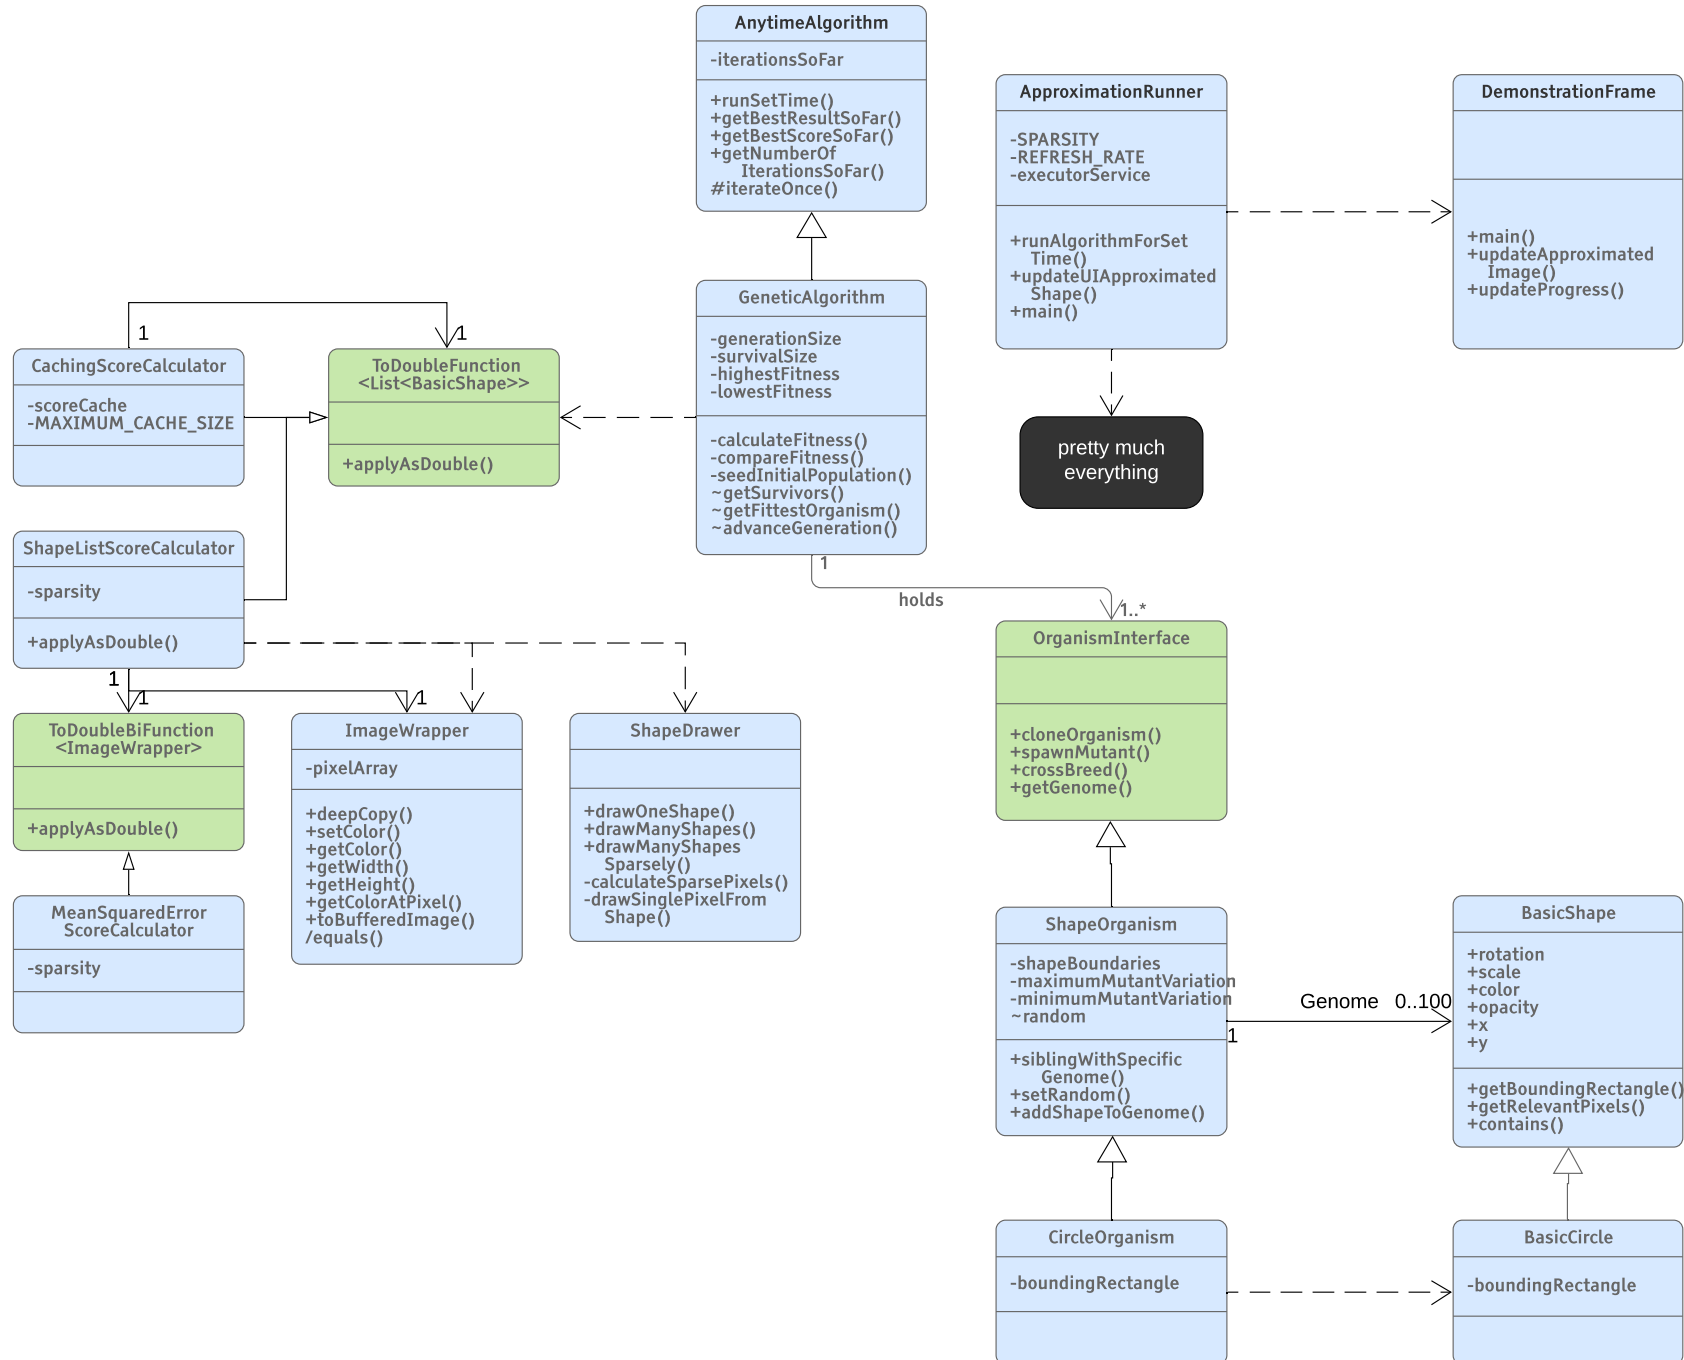 AnytimeAlgorithm
-iterationsSoFar
+runSetTime()
+getBestResultSoFar()
+getBestScoreSoFar()
+getNumberOf
IterationsSoFar()
#iterateOnce()
ApproximationRunner
-SPARSITY
-REFRESH_RATE
-executorService
+runAlgorithmForSet
Time()
+updateUIApproximated
Shape()
+main()
DemonstrationFrame
+main()
+updateApproximated
Image()
+updateProgress()
pretty much
everything
GeneticAlgorithm
-generationSize
-survivalSize
-highestFitness
-lowestFitness
-calculateFitness()
-compareFitness()
-seedInitialPopulation()
~getSurvivors()
~getFittestOrganism()
~advanceGeneration()
1
holds
1..*
1
1
CachingScoreCalculator
-scoreCache
-MAXIMUM_CACHE_SIZE
ToDoubleFunction
<List<BasicShape>>
+applyAsDouble()
ShapeListScoreCalculator
-sparsity
+applyAsDouble()
1
1
1
ToDoubleBiFunction
<ImageWrapper>
+applyAsDouble()
ImageWrapper
-pixelArray
+deepCopy()
+setColor()
+getColor()
+getWidth()
+getHeight()
+getColorAtPixel()
+toBufferedImage()
/equals()
ShapeDrawer
+drawOneShape()
+drawManyShapes()
+drawManyShapes
Sparsely()
-calculateSparsePixels()
-drawSinglePixelFrom
Shape()
MeanSquaredError
ScoreCalculator
-sparsity
OrganismInterface
+cloneOrganism()
+spawnMutant()
+crossBreed()
+getGenome()
ShapeOrganism
-shapeBoundaries
-maximumMutantVariation
-minimumMutantVariation
~random
+siblingWithSpecific
Genome()
+setRandom()
+addShapeToGenome()
Genome 0..100
1
BasicShape
+rotation
+scale
+color
+opacity
+x
+y
+getBoundingRectangle()
+getRelevantPixels()
+contains()
CircleOrganism
-boundingRectangle
BasicCircle
-boundingRectangle